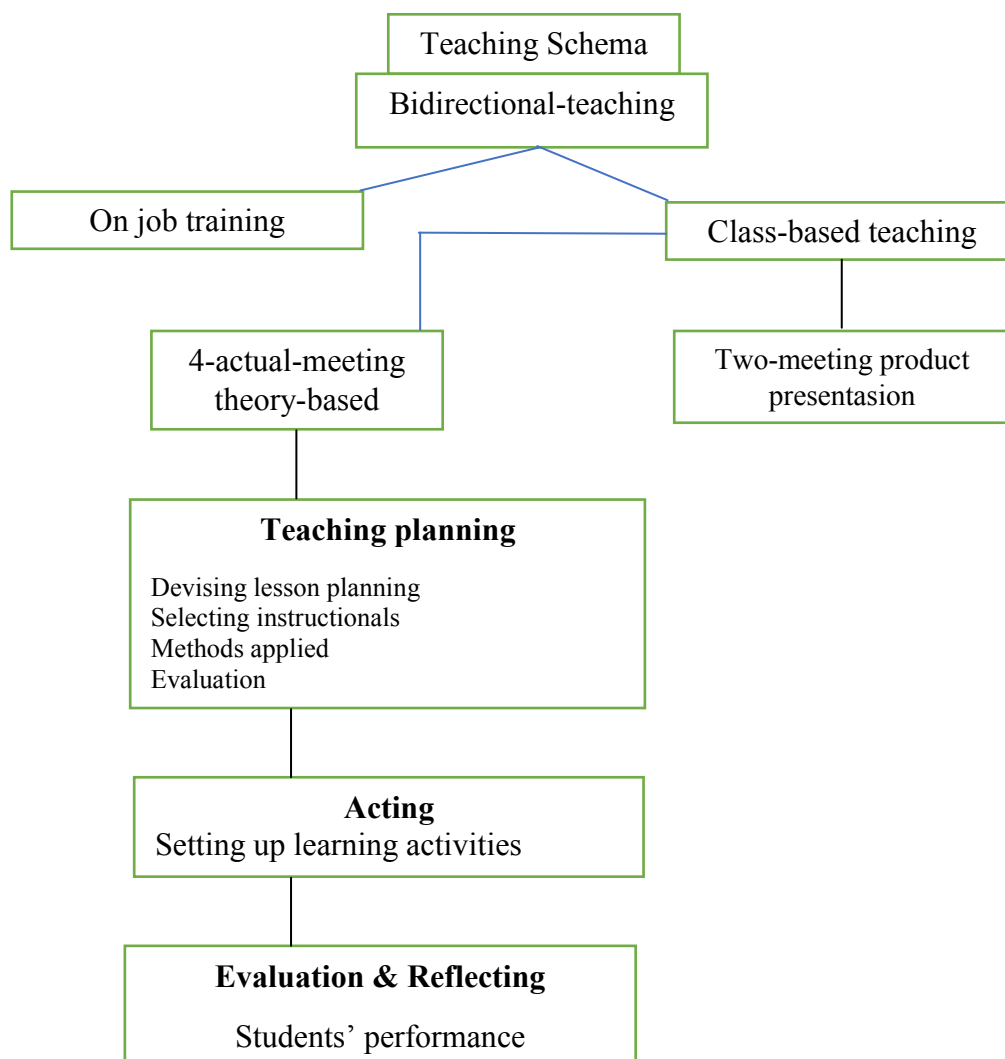 Teaching Schema
Bidirectional-teaching
On job training
Class-based teaching
4-actual-meeting
theory-based
Two-meeting product
presentasion
Teaching planning
Devising lesson planning
Selecting instructionals
Methods applied
Evaluation
Acting
Setting up learning activities
Evaluation & Reflecting
Students’ performance